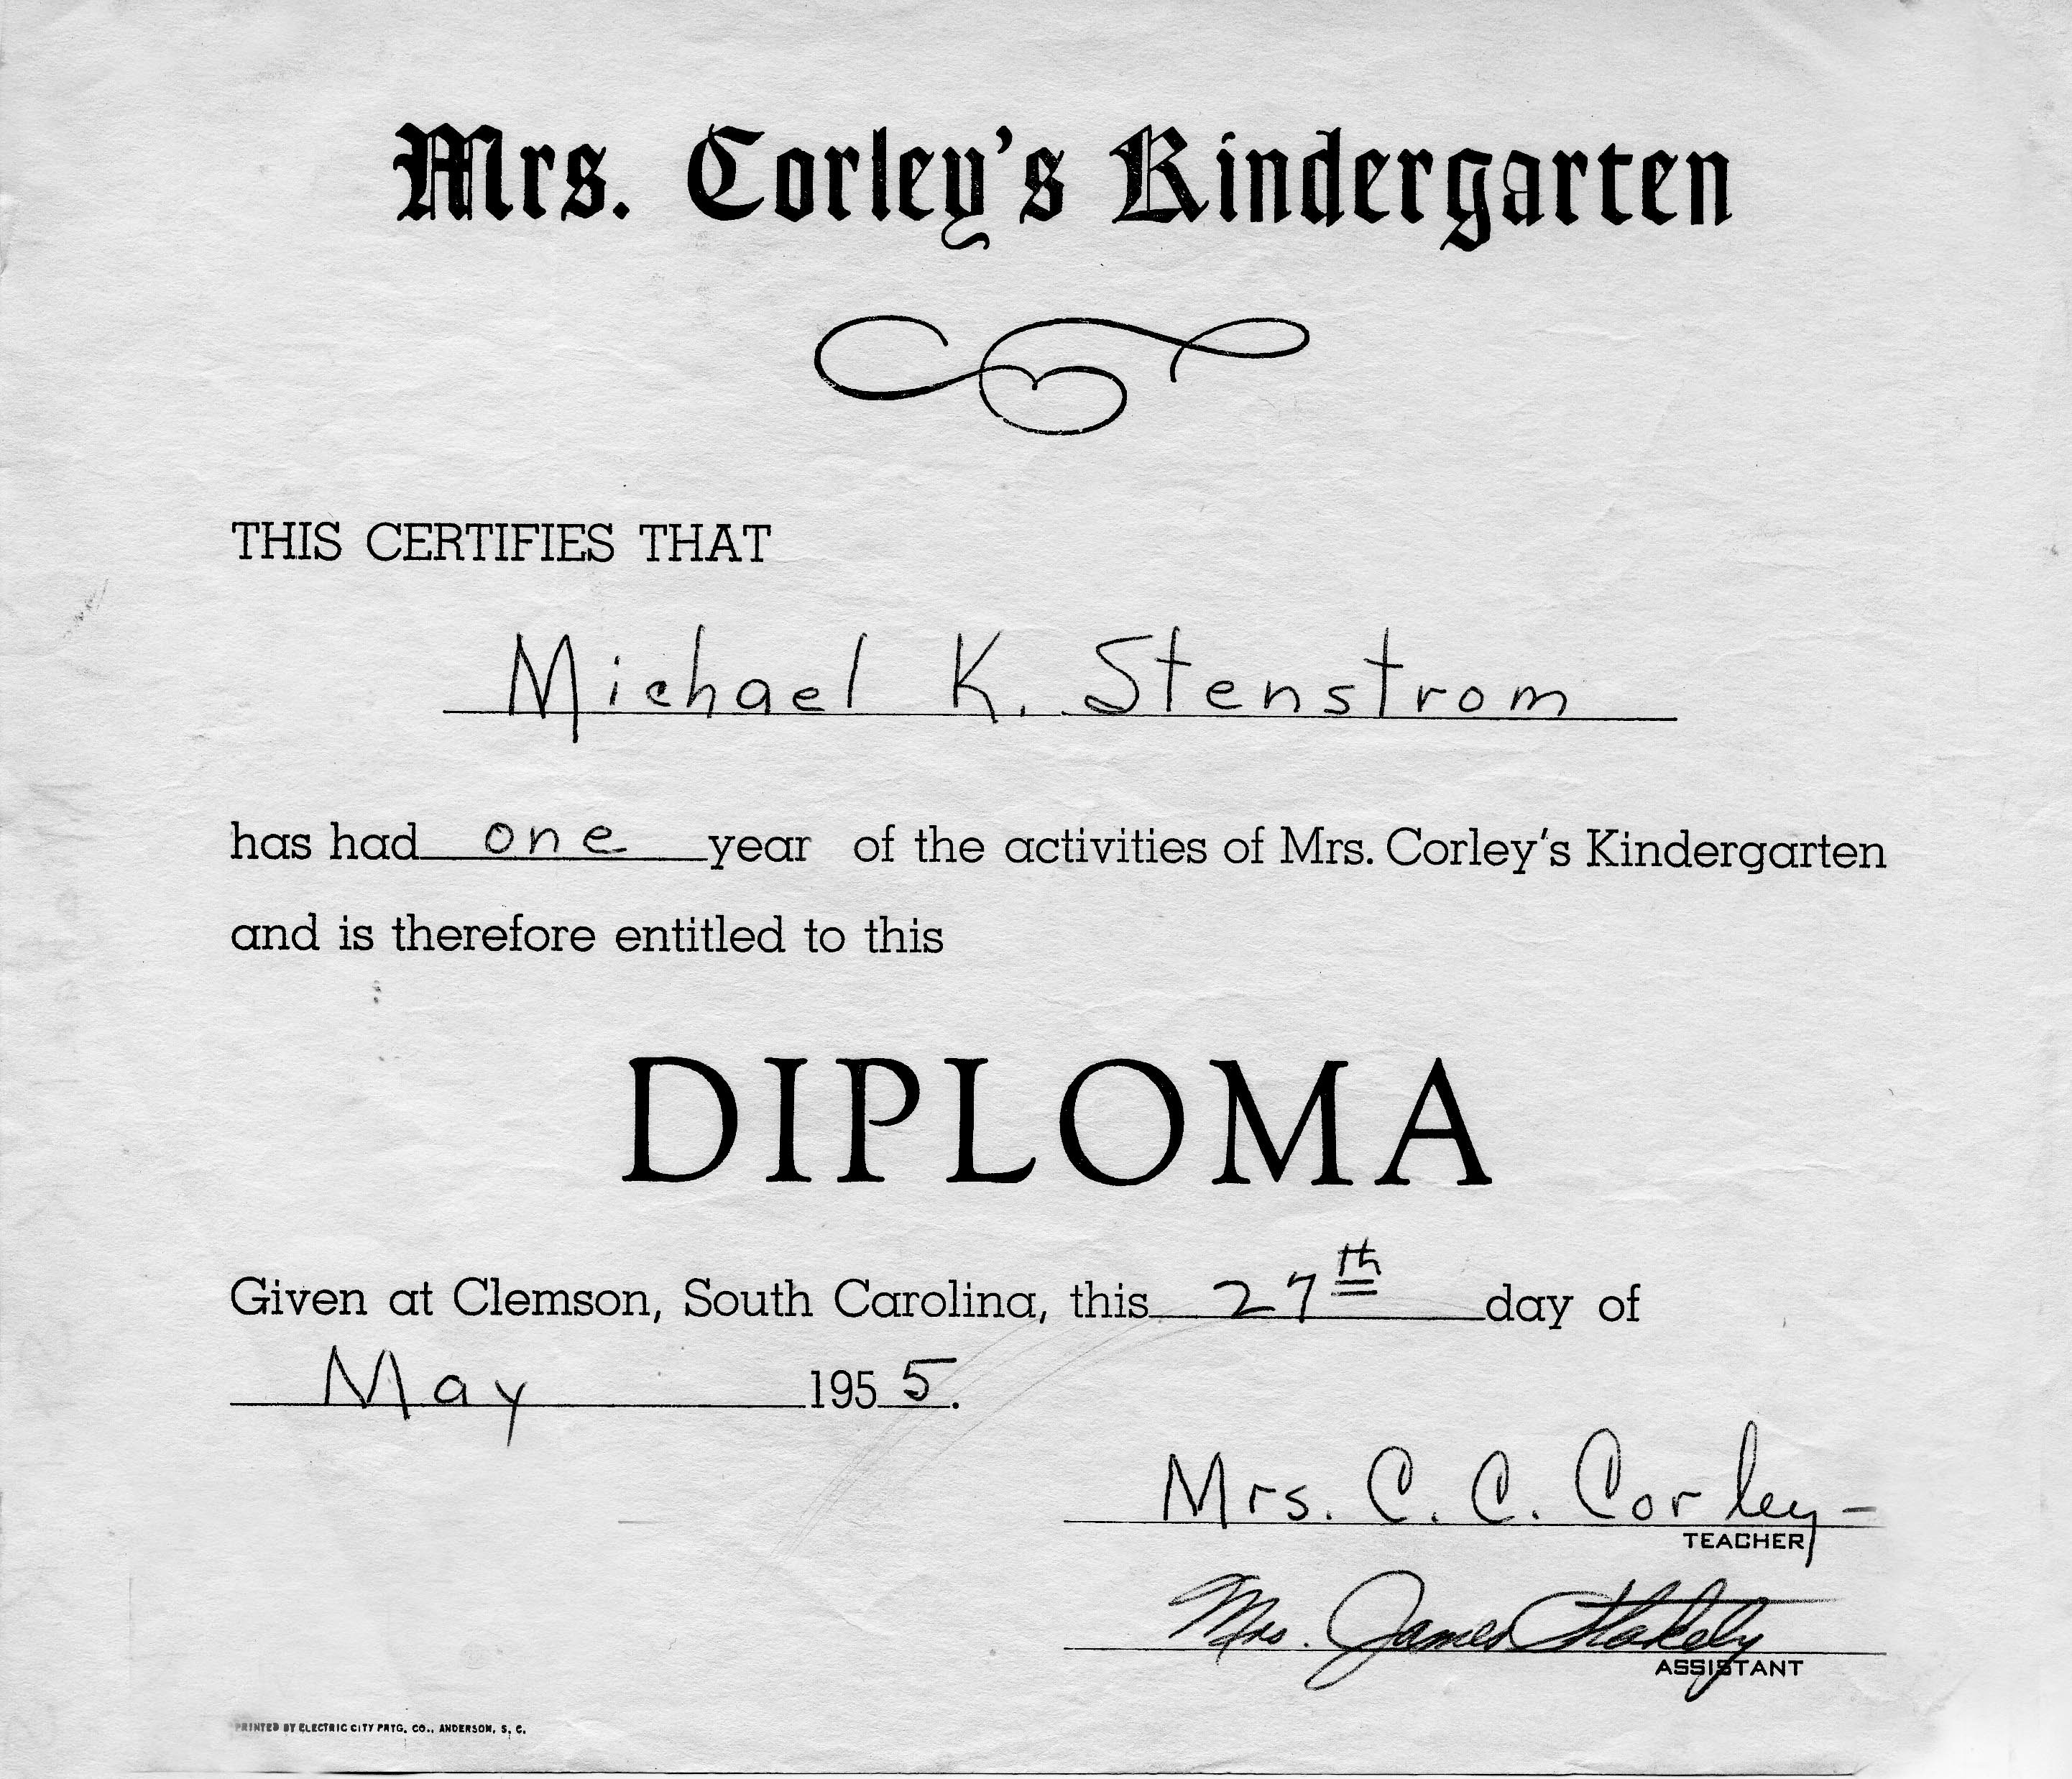 Mrs. Corley's Kindergarten
THIS CERTIFIES THAT
Michael K. Stenstrom
has had one year of the activities of Mrs. Corley's Kindergarten
and is therefore entitled to this
DIPLOMA
Given at Clemson, South Carolina, this 27th day of
May 1955.
Mrs. C. C. Corley
TEACHER
Mrs. James
ASSISTANT
PRINTED BY ELECTRIC CITY PRTG. CO., ANDERSON, S. C.